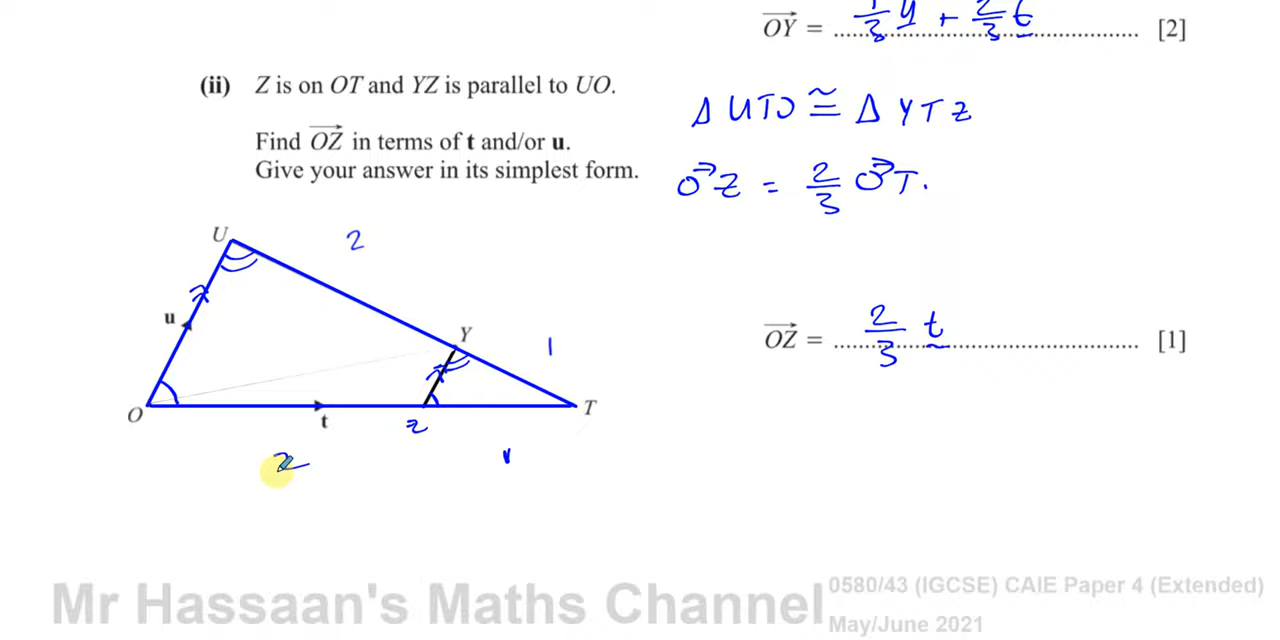 OY = 1/3 u + 2/3 t [2]
(ii) Z is on OT and YZ is parallel to UO.
Δ UTO ≅ Δ YTZ
Find OZ in terms of t and/or u.
Give your answer in its simplest form.
OZ = 2/3 OT.
U
2
u
Y
1
OZ = 2/3 t [1]
O
t
z
T
2
1
Mr Hassaan's Maths Channel
0580/43 (IGCSE) CAIE Paper 4 (Extended)
May/June 2021